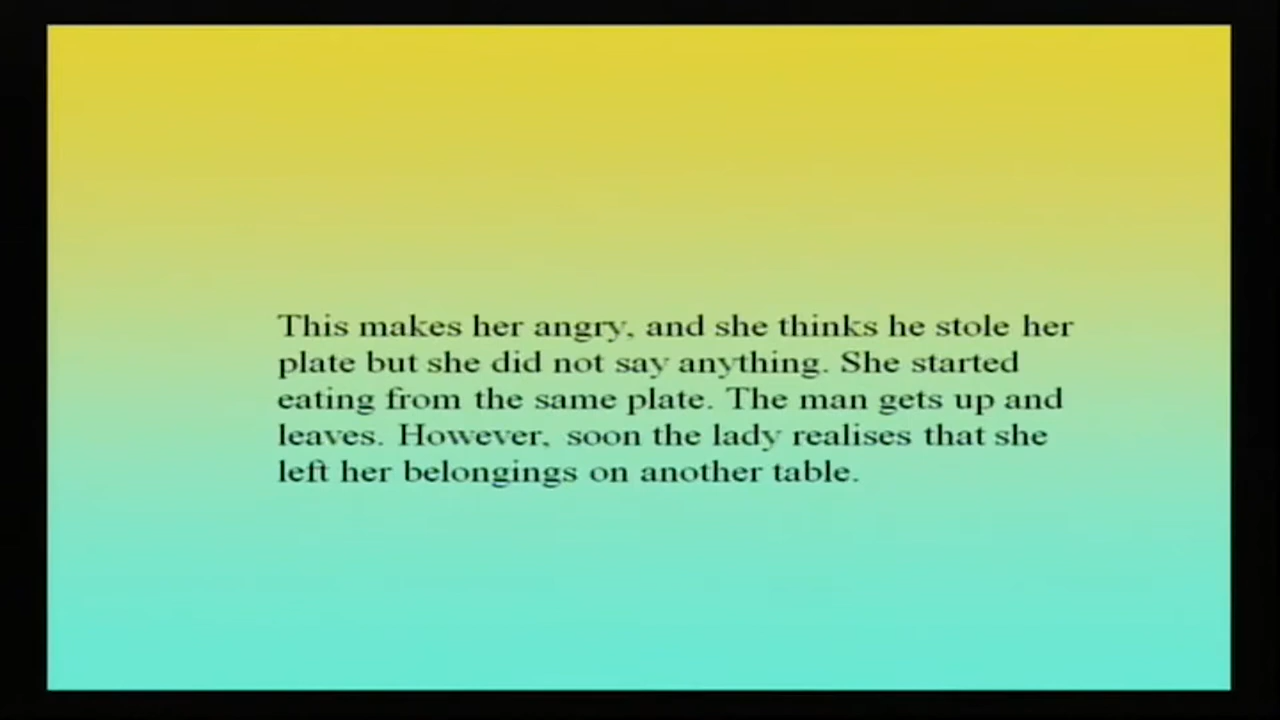 This makes her angry, and she thinks he stole her
plate but she did not say anything. She started
eating from the same plate. The man gets up and
leaves. However, soon the lady realises that she
left her belongings on another table.